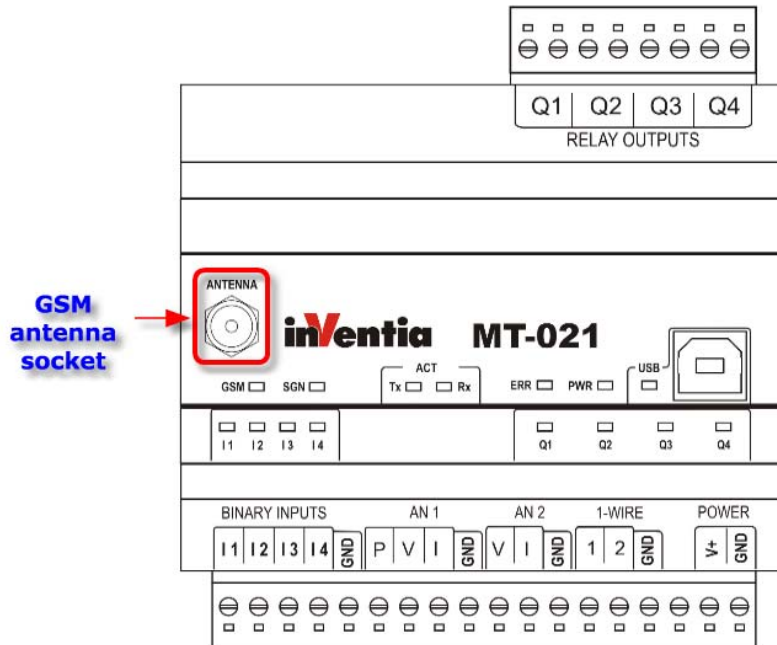 Q1 Q2 Q3 Q4
RELAY OUTPUTS
ANTENNA
GSM
antenna
socket
inVentia MT-021
ACT
USB
GSM SGN Tx Rx ERR PWR
I1 I2 I3 I4 Q1 Q2 Q3 Q4
BINARY INPUTS AN 1 AN 2 1-WIRE POWER
I1 I2 I3 I4 GND P V I GND V I GND 1 2 GND V+ GND